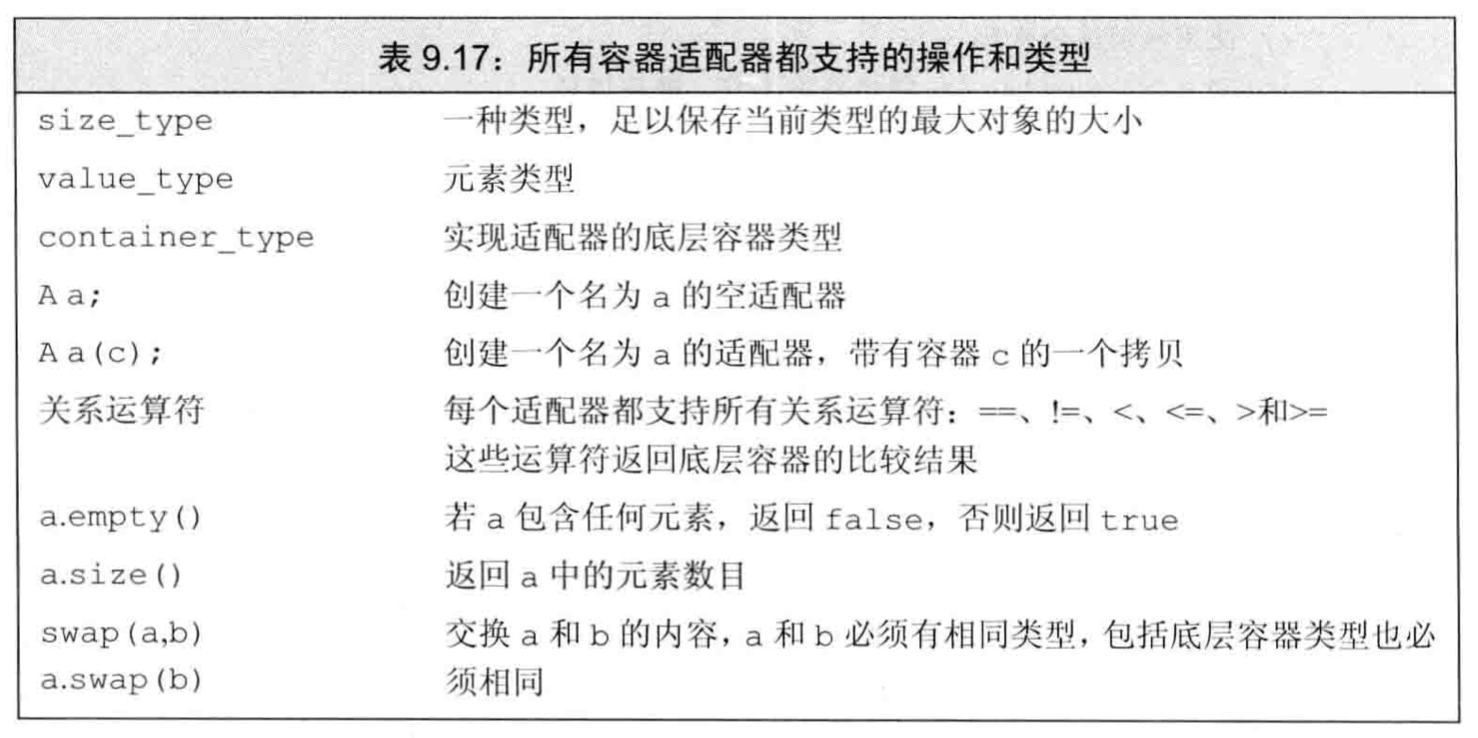 表 9.17：所有容器适配器都支持的操作和类型
size_type 一种类型，足以保存当前类型的最大对象的大小
value_type 元素类型
container_type 实现适配器的底层容器类型
A a; 创建一个名为 a 的空适配器
A a(c); 创建一个名为 a 的适配器，带有容器 c 的一个拷贝
关系运算符 每个适配器都支持所有关系运算符：==、!=、<、<=、>和>=
这些运算符返回底层容器的比较结果
a.empty() 若 a 包含任何元素，返回 false，否则返回 true
a.size() 返回 a 中的元素数目
swap(a,b) 交换 a 和 b 的内容，a 和 b 必须有相同类型，包括底层容器类型也必
a.swap(b) 须相同